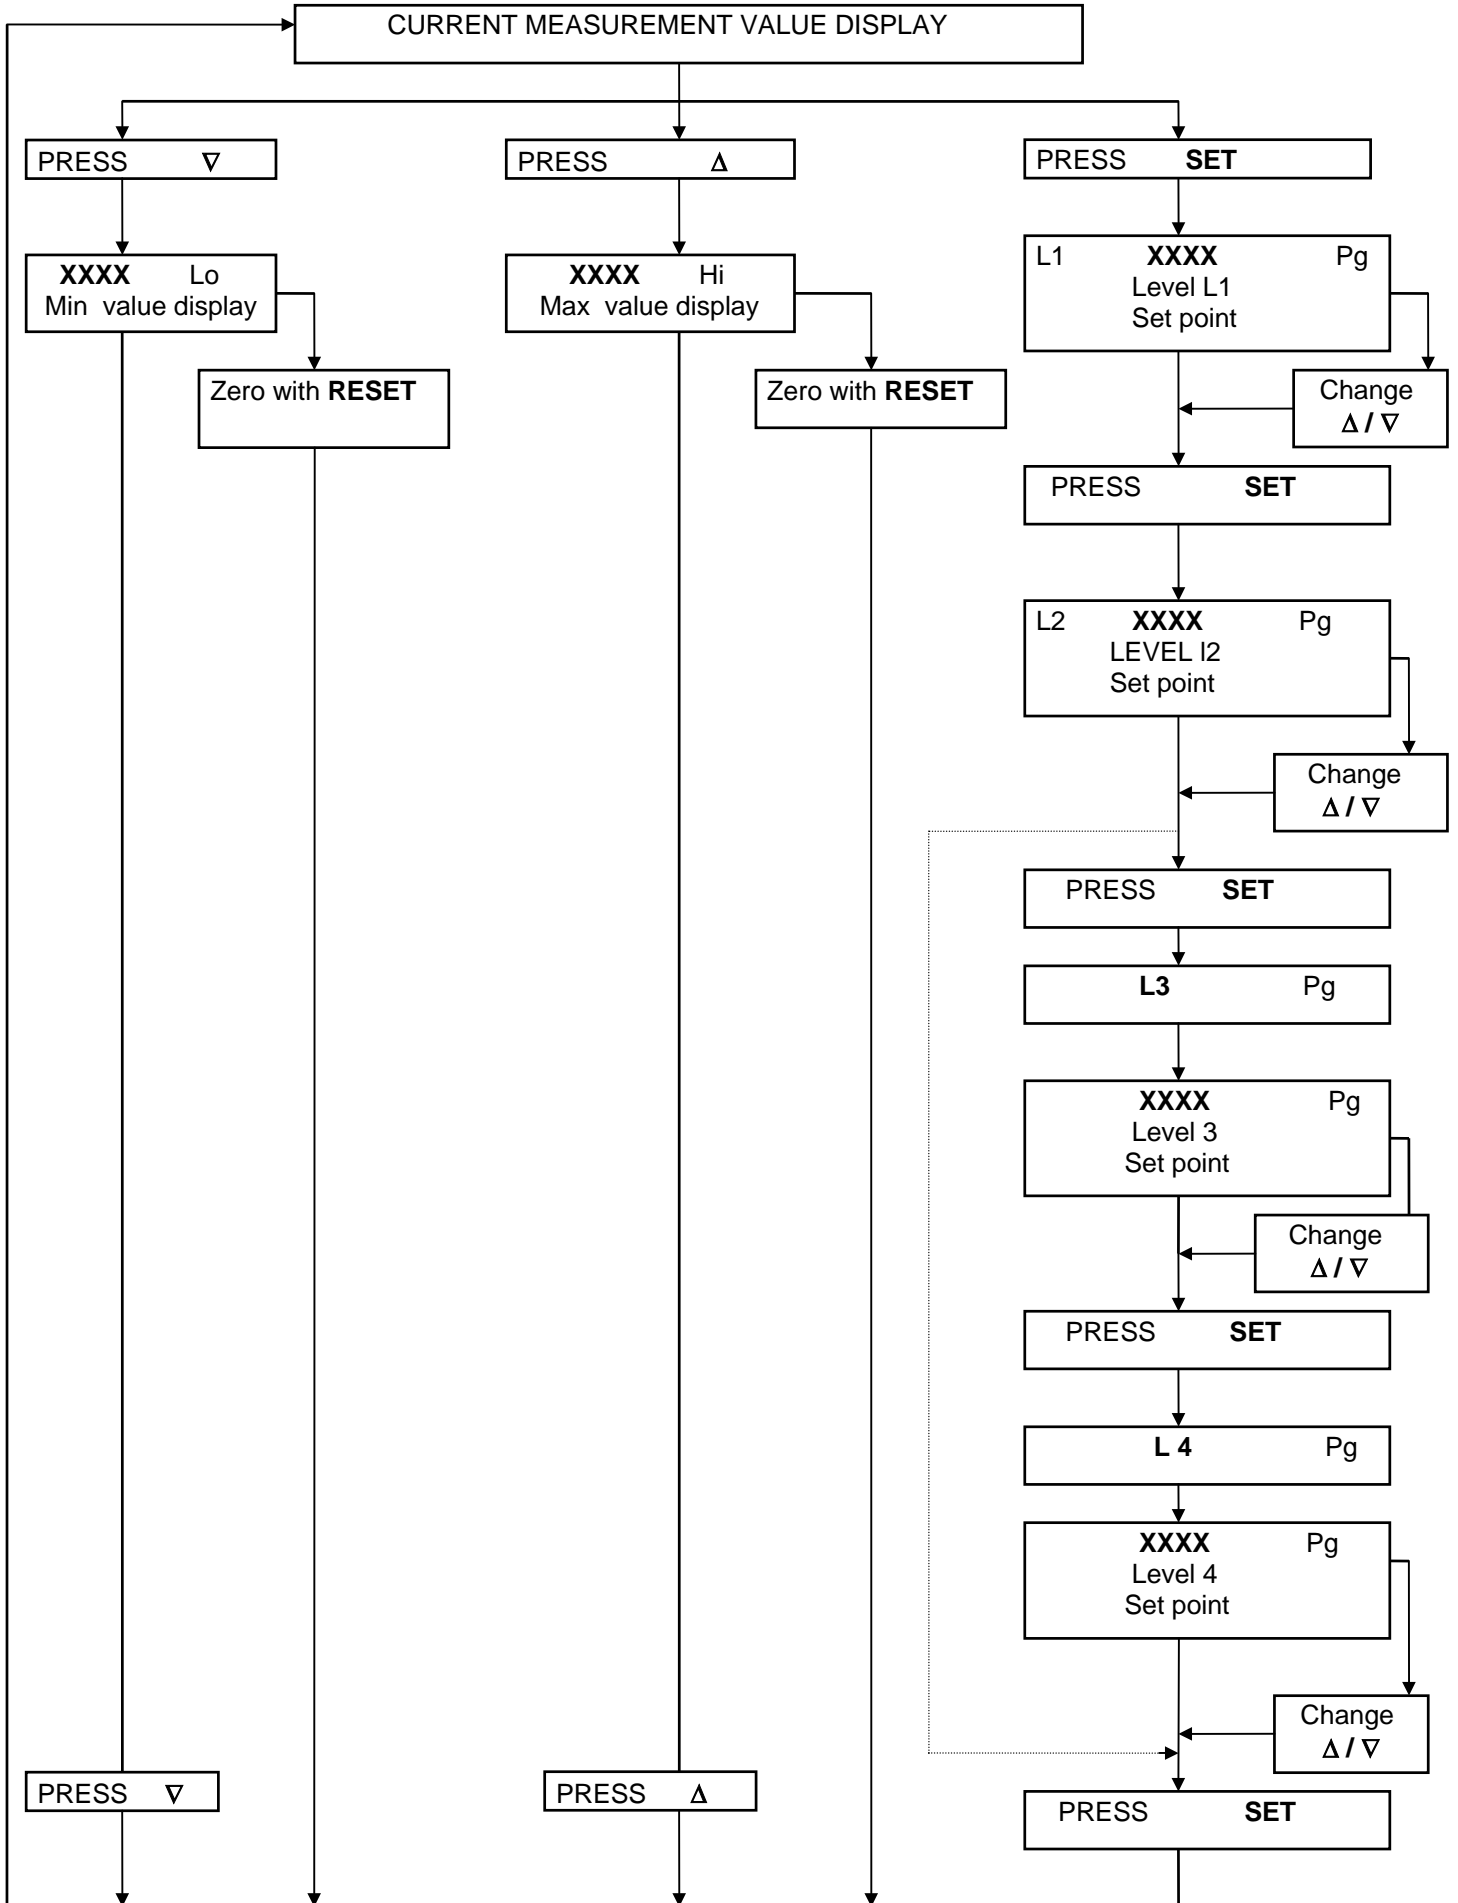 CURRENT MEASUREMENT VALUE DISPLAY
PRESS ∇
PRESS Δ
PRESS SET
XXXX Lo
Min value display
XXXX Hi
Max value display
L1 XXXX Pg
Level L1
Set point
Zero with RESET
Zero with RESET
Change
Δ / ∇
PRESS SET
L2 XXXX Pg
LEVEL l2
Set point
Change
Δ / ∇
PRESS SET
L3 Pg
XXXX Pg
Level 3
Set point
Change
Δ / ∇
PRESS SET
L 4 Pg
XXXX Pg
Level 4
Set point
Change
Δ / ∇
PRESS ∇
PRESS Δ
PRESS SET